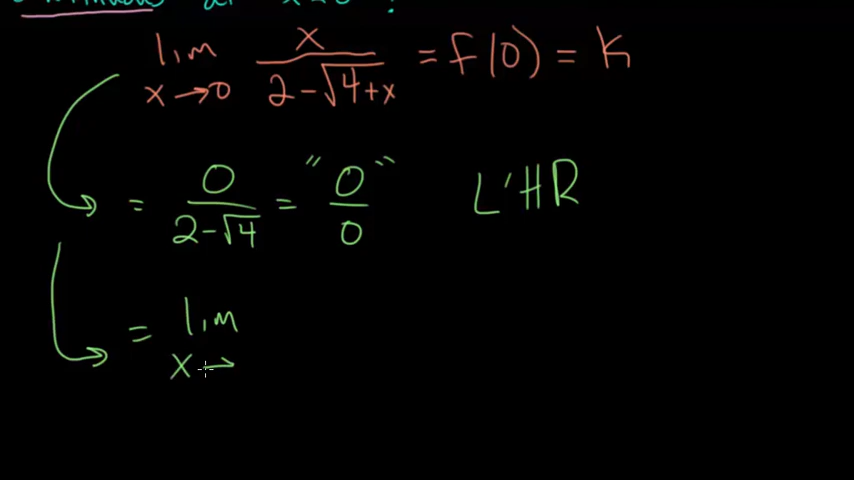 lim x→0 x/(2-√4+x) = f(0) = K
= 0/(2-√4) = "0/0" L'HR
= lim x→